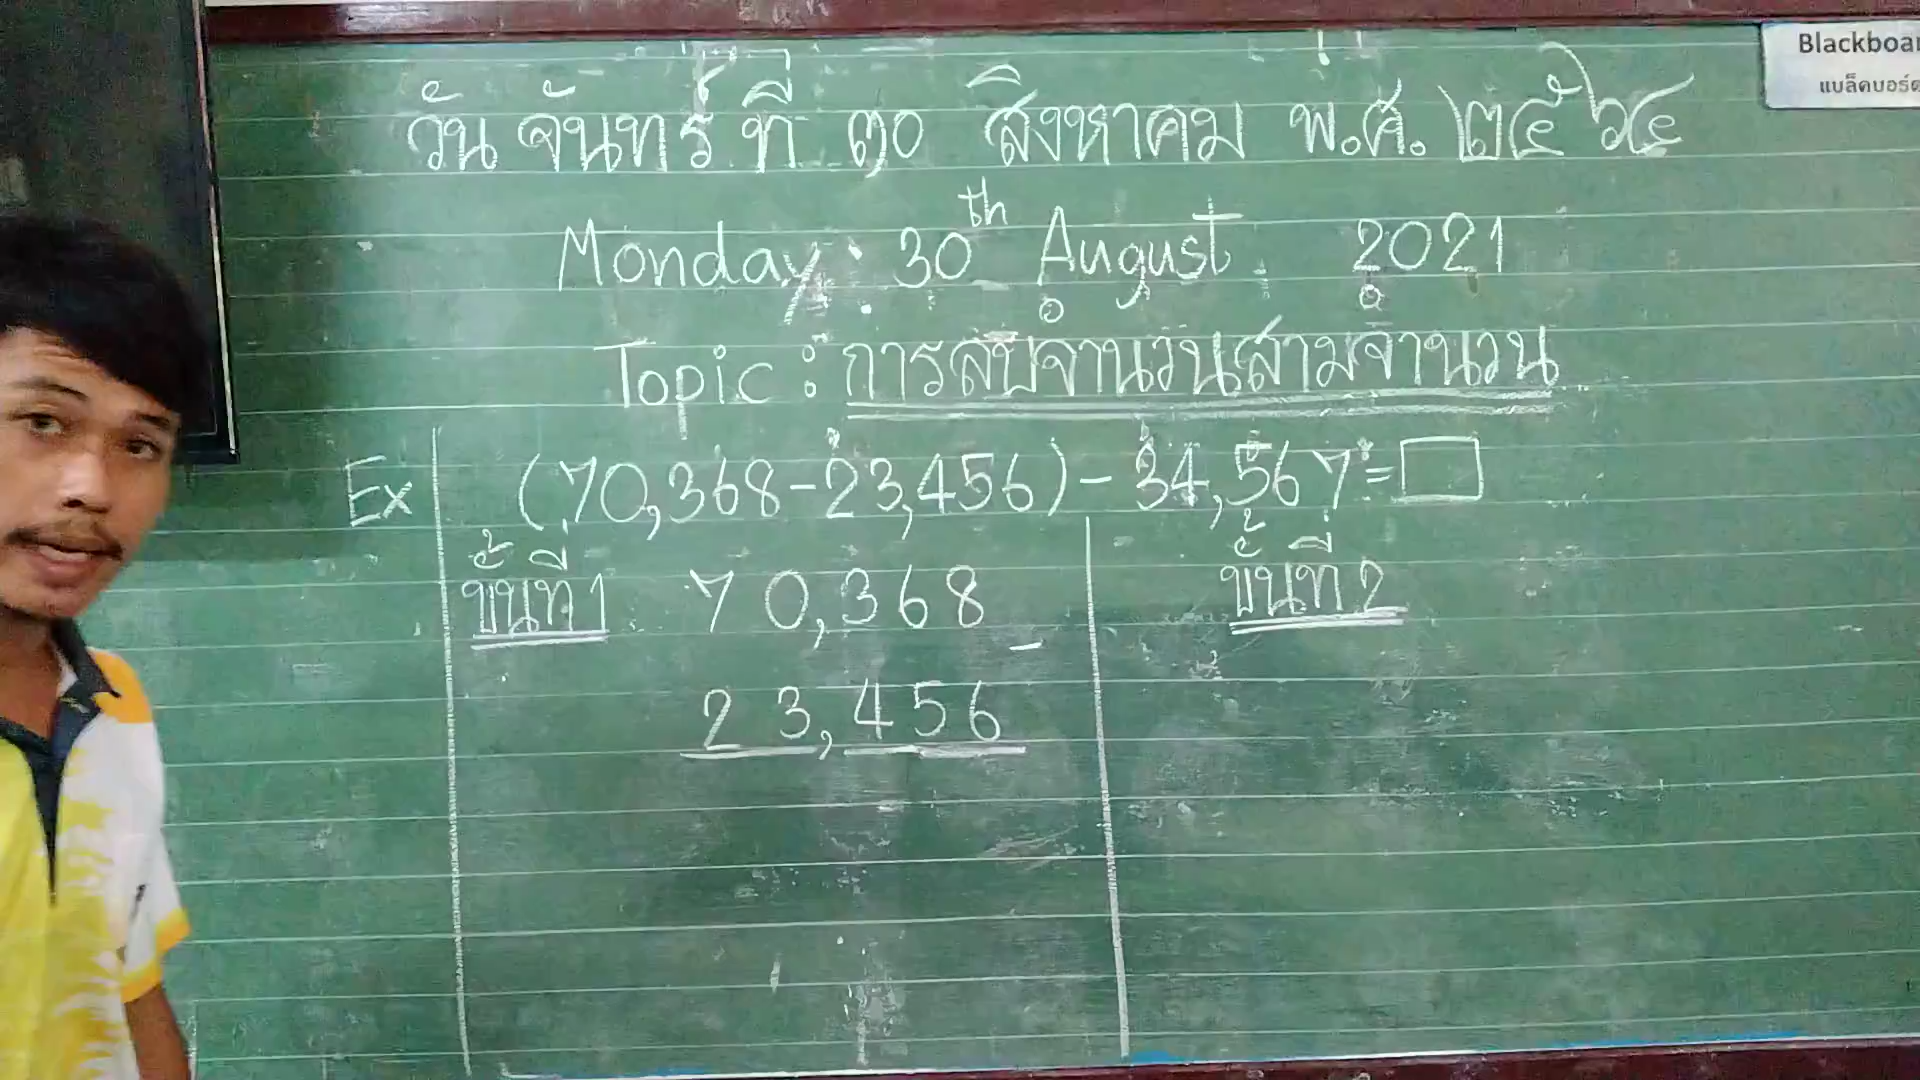 Blackboar
แบล็คบอร์ด
วันจันทร์ ที่ ๓๐ สิงหาคม พ.ศ. ๒๕๖๔
Monday 30th August 2021
Topic : การลบจำนวนสามจำนวน
Ex (70,368-23,456) - 34,567 = □
ขั้นที่ 1 70,368 -
23,456
ขั้นที่ 2